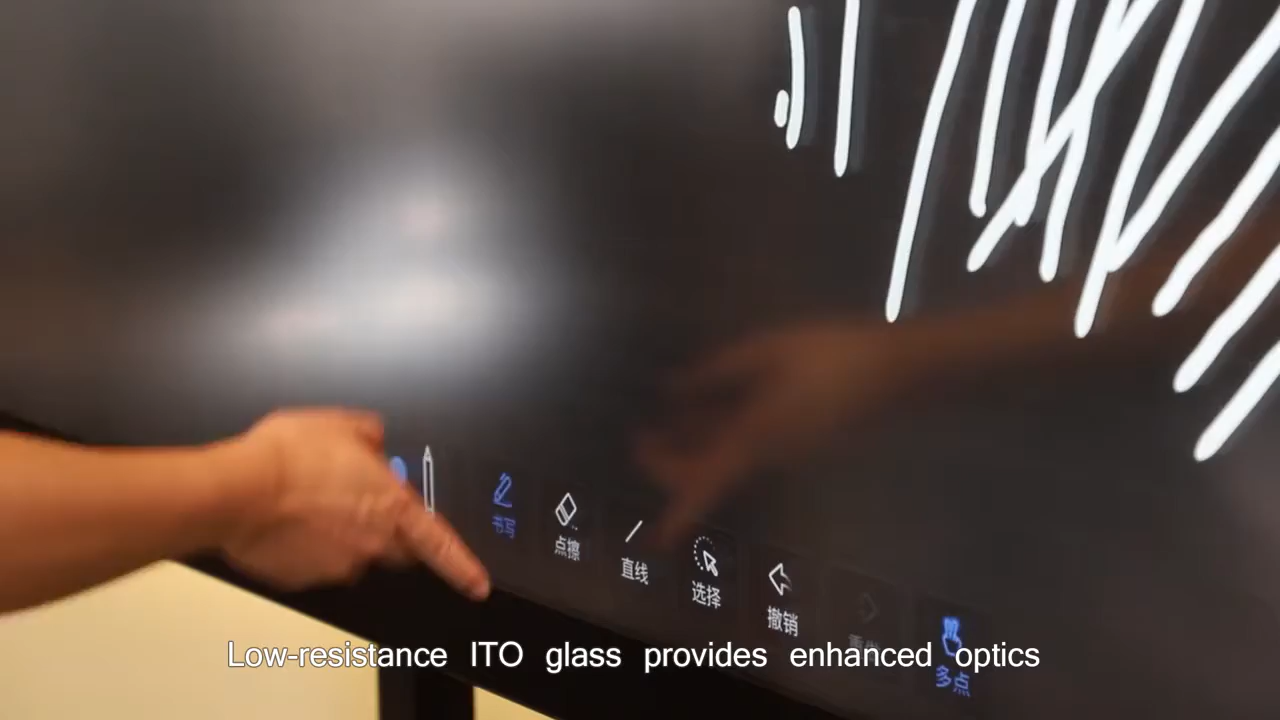 书写
点擦
直线
选择
撤销
多点
Low-resistance ITO glass provides enhanced optics